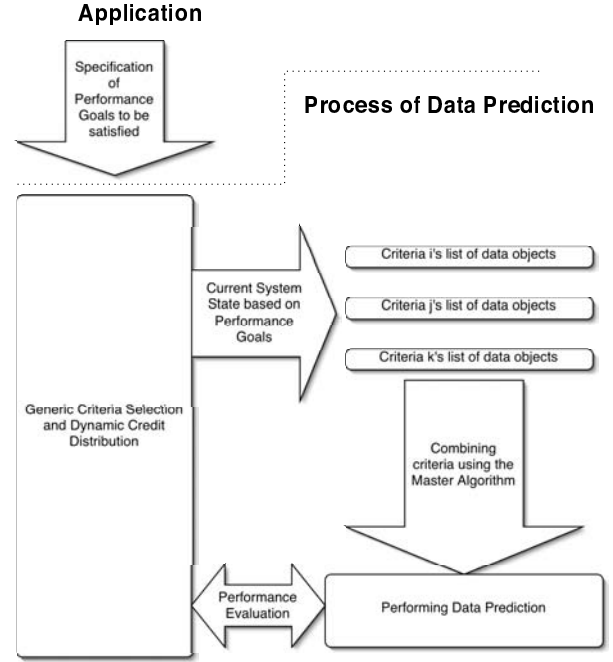 Application
Specification
of
Performance
Goals to be
satisfied
Process of Data Prediction
Generic Criteria Selection
and Dynamic Credit
Distribution
Current System
State based on
Performance
Goals
Criteria i's list of data objects
Criteria j's list of data objects
Criteria k's list of data objects
Combining
criteria using the
Master Algorithm
Performance
Evaluation
Performing Data Prediction